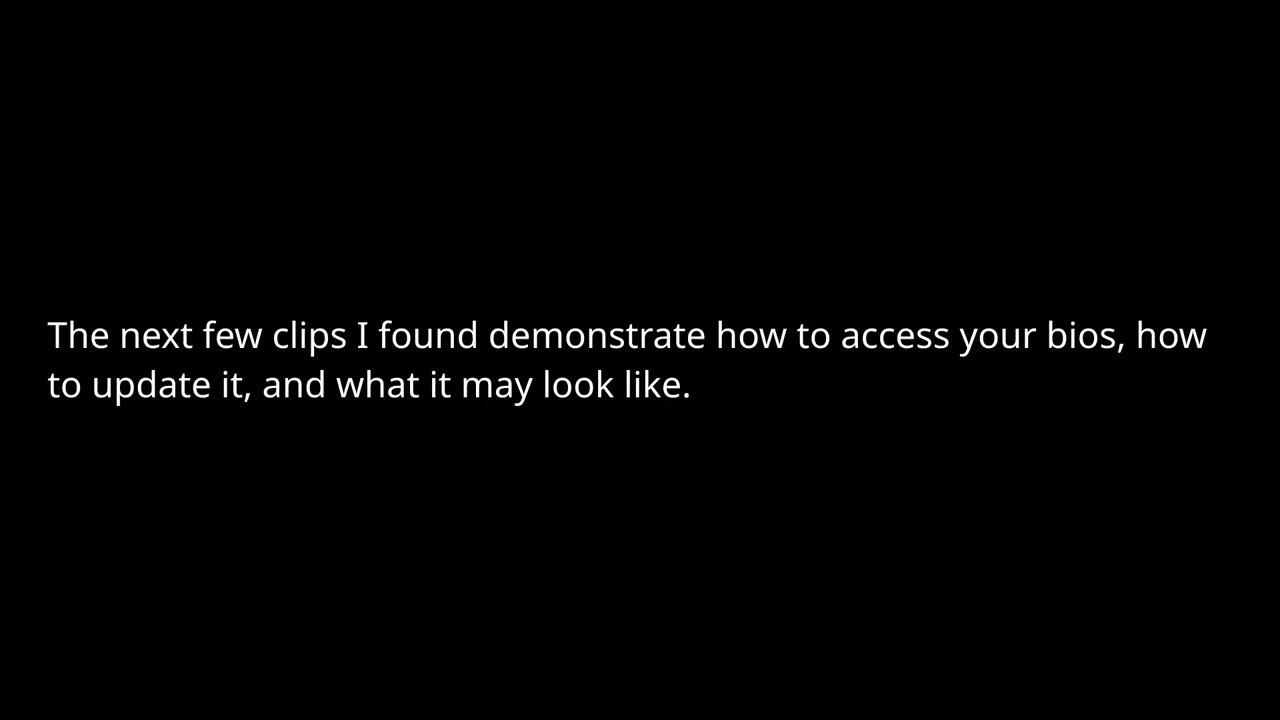 The next few clips I found demonstrate how to access your bios, how
to update it, and what it may look like.